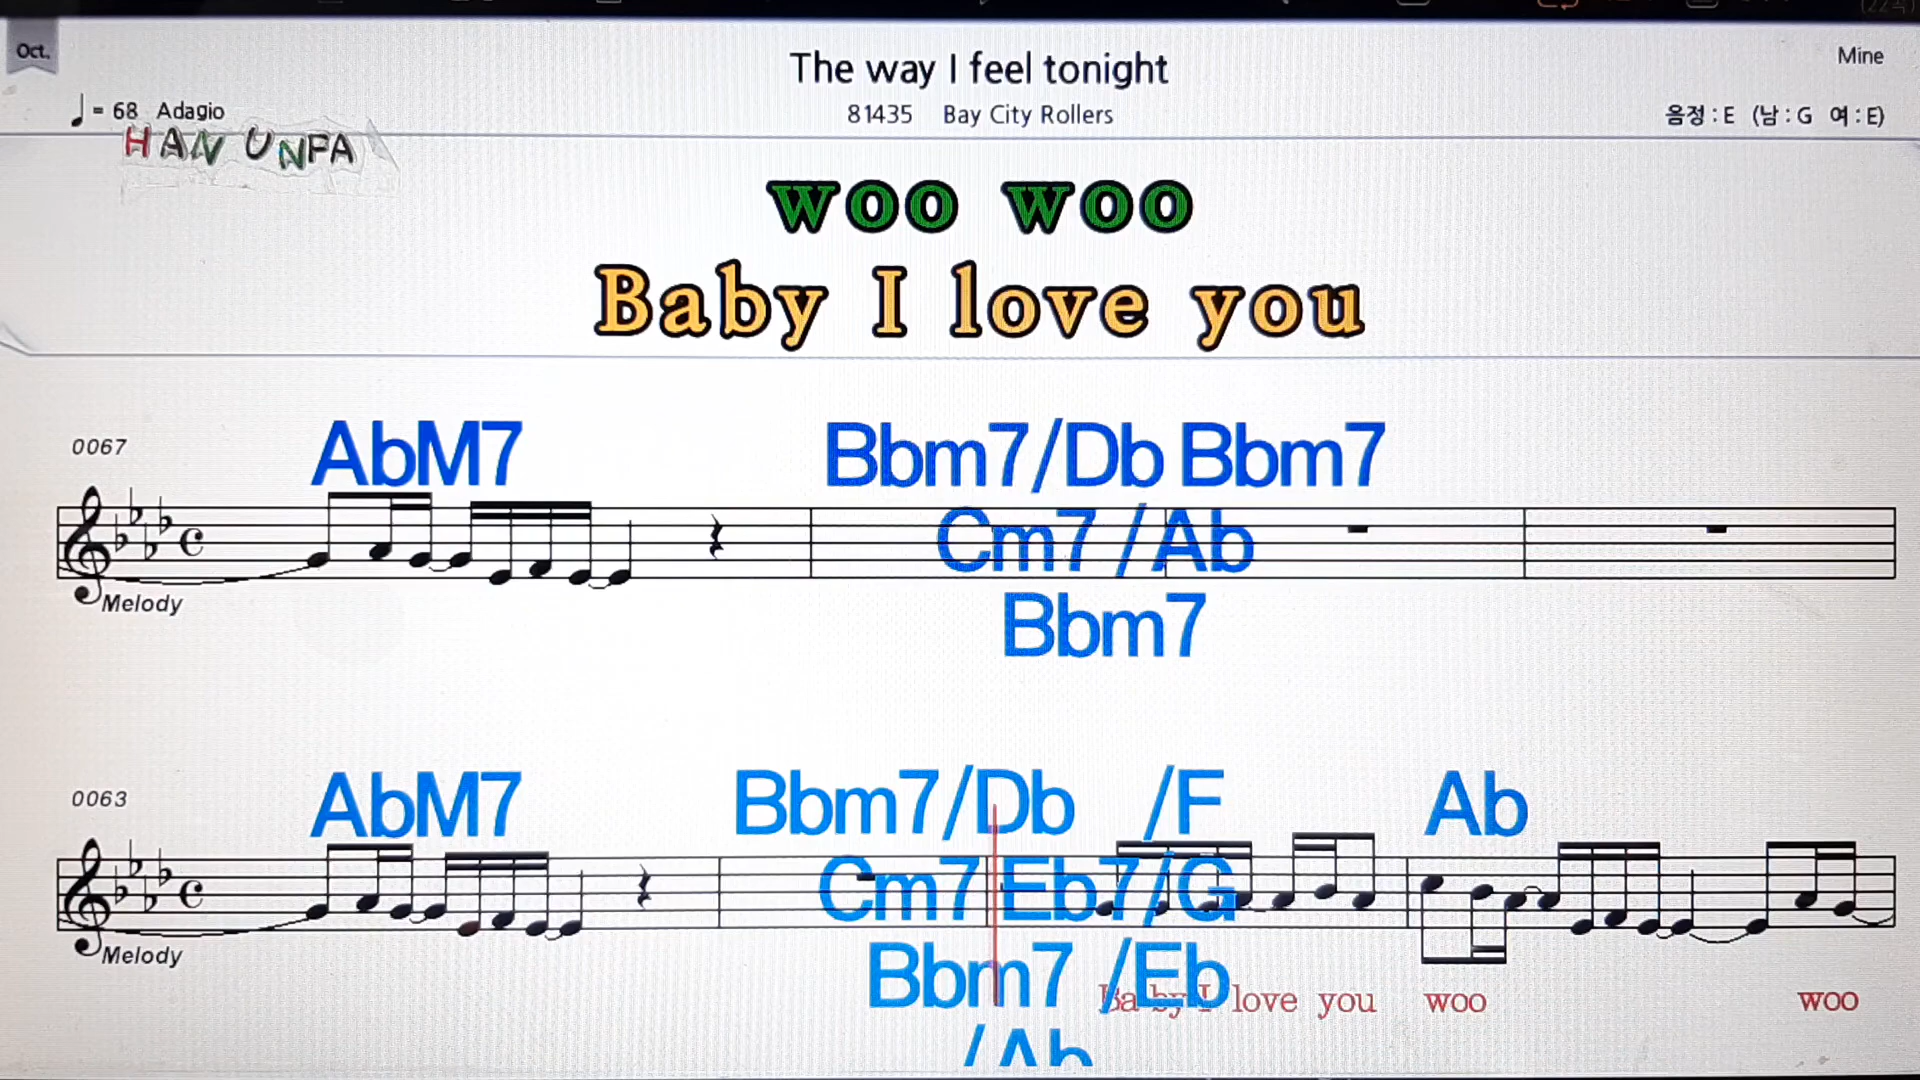 Oct.
The way I feel tonight
Mine
= 68 Adagio
81435 Bay City Rollers
음정 : E (남 : G 여 : E)
HAN UNPA
woo woo
Baby I love you
0067
AbM7
Bbm7/Db Bbm7
Cm7 /Ab
Bbm7
Melody
0063
AbM7
Bbm7/Db /F
Ab
Cm7 Eb7/G
Melody
Bbm7 /Eb
Baby I love you woo woo
/Ab